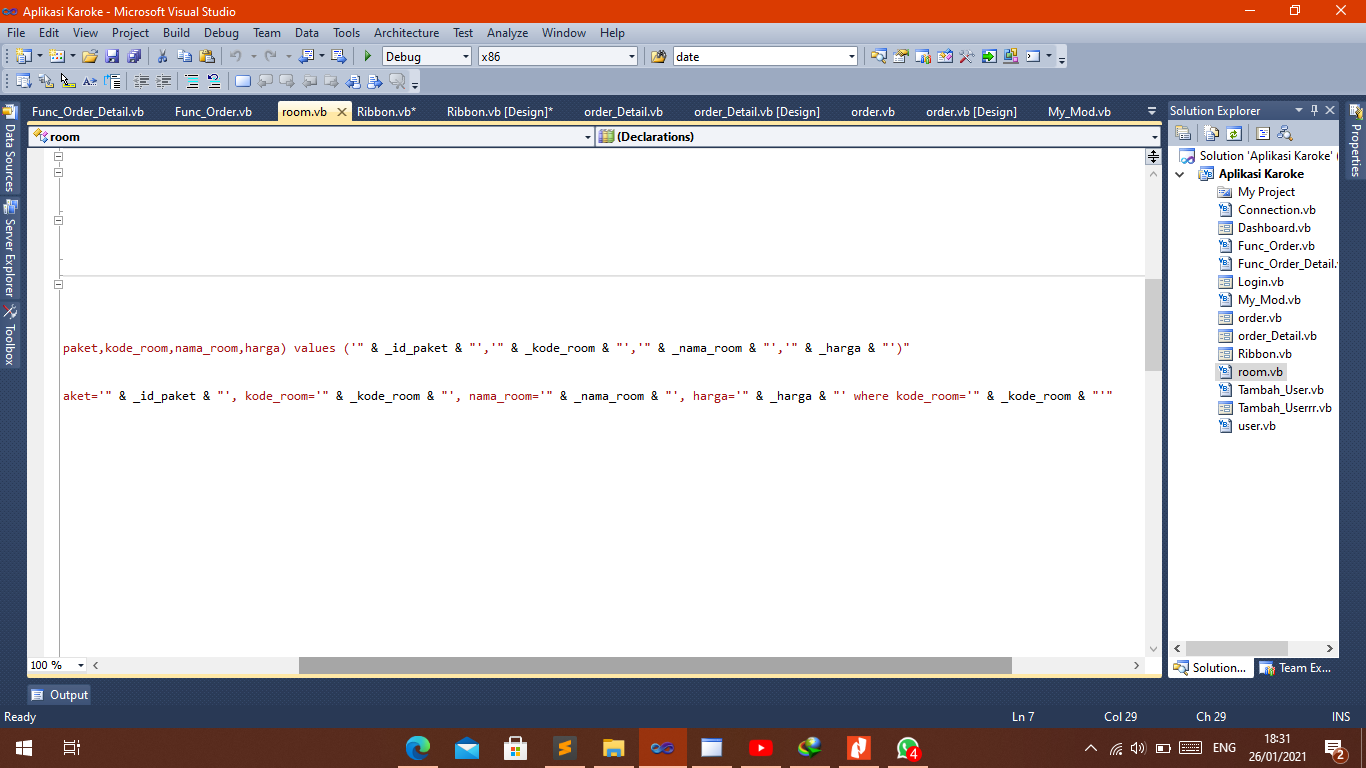 Aplikasi Karoke - Microsoft Visual Studio
File Edit View Project Build Debug Team Data Tools Architecture Test Analyze Window Help
Debug x86 date
Func_Order_Detail.vb Func_Order.vb room.vb Ribbon.vb* Ribbon.vb [Design]* order_Detail.vb order_Detail.vb [Design] order.vb order.vb [Design] My_Mod.vb
room (Declarations)
paket,kode_room,nama_room,harga) values ('" & _id_paket & "','" & _kode_room & "','" & _nama_room & "','" & _harga & "')"
aket='" & _id_paket & "', kode_room='" & _kode_room & "', nama_room='" & _nama_room & "', harga='" & _harga & "' where kode_room='" & _kode_room & "'"
100 %
Data Sources
Server Explorer
Toolbox
Solution Explorer
Solution 'Aplikasi Karoke' (
Aplikasi Karoke
My Project
Connection.vb
Dashboard.vb
Func_Order.vb
Func_Order_Detail.
Login.vb
My_Mod.vb
order.vb
order_Detail.vb
Ribbon.vb
room.vb
Tambah_User.vb
Tambah_Userrr.vb
user.vb
Solution... Team Ex...
Properties
Output
Ready Ln 7 Col 29 Ch 29 INS
4
ENG 18:31
26/01/2021
2